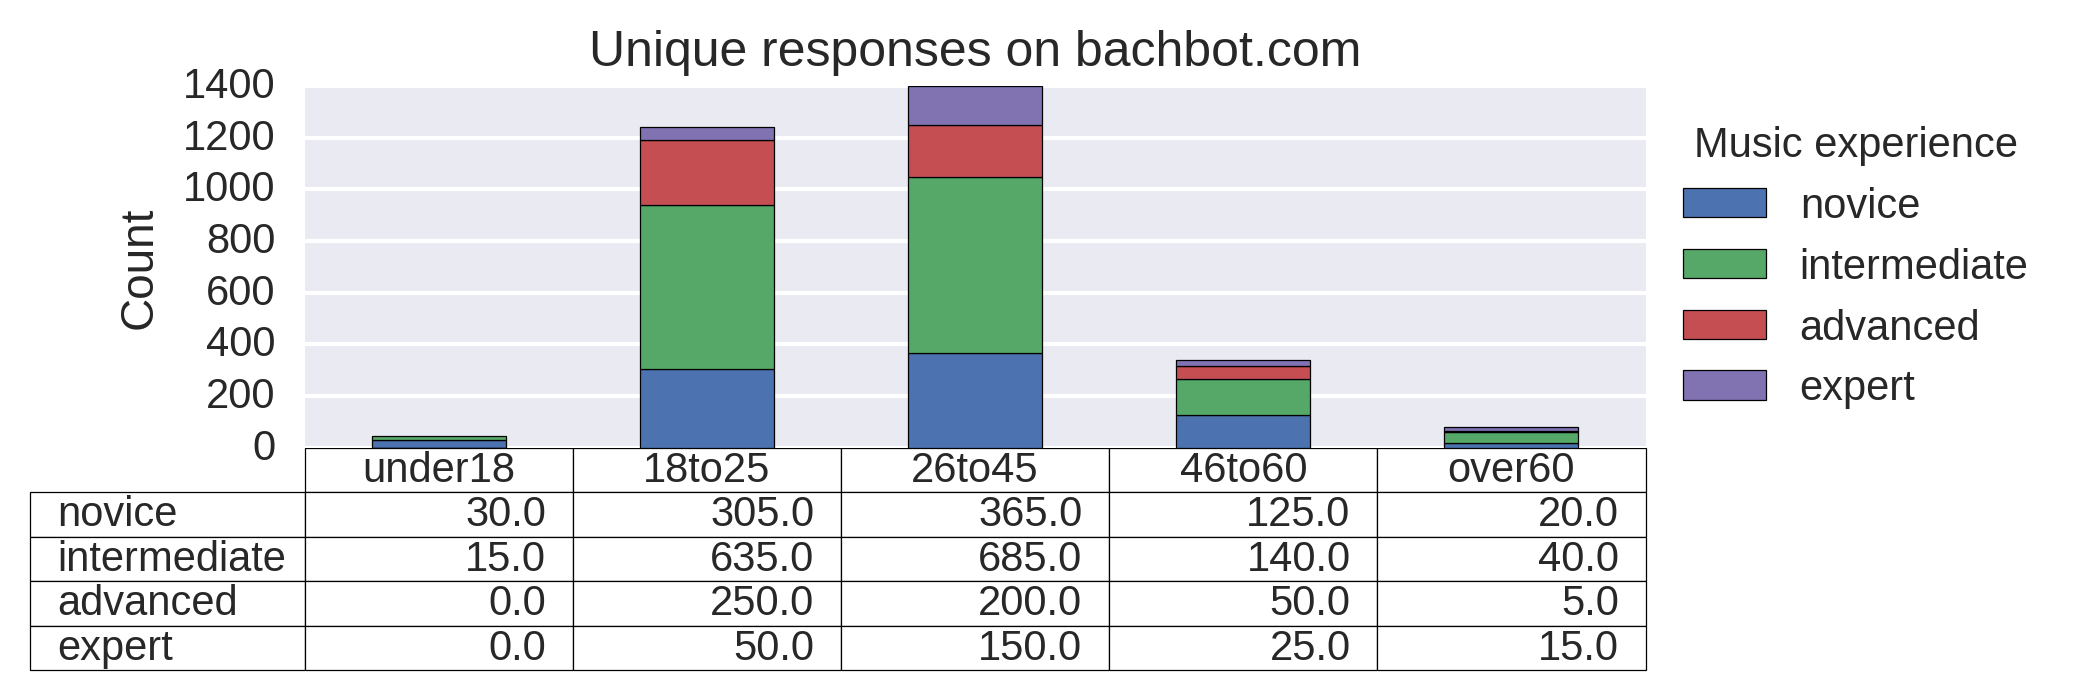 Unique responses on bachbot.com
1400
1200
1000
800
600
400
200
0
Count
Music experience
novice
intermediate
advanced
expert
under18 18to25 26to45 46to60 over60
novice 30.0 305.0 365.0 125.0 20.0
intermediate 15.0 635.0 685.0 140.0 40.0
advanced 0.0 250.0 200.0 50.0 5.0
expert 0.0 50.0 150.0 25.0 15.0